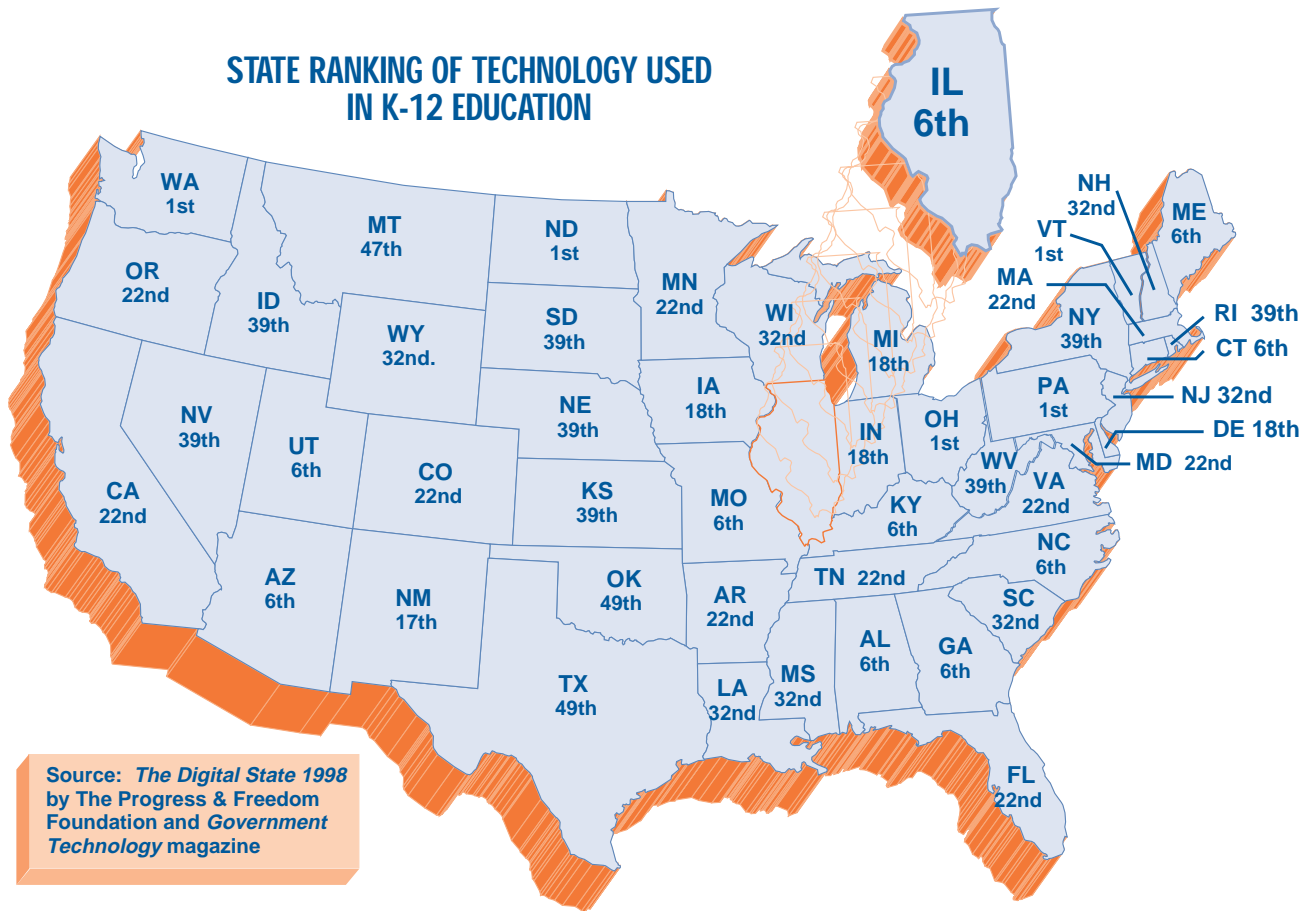 STATE RANKING OF TECHNOLOGY USED
IN K-12 EDUCATION
IL
6th
WA
1st
MT
47th
ND
1st
MN
22nd
OR
22nd
ID
39th
WY
32nd.
SD
39th
WI
32nd
MI
18th
NH
32nd
VT
1st
MA
22nd
ME
6th
NY
39th
RI 39th
CT 6th
NJ 32nd
DE 18th
MD 22nd
PA
1st
NV
39th
UT
6th
CO
22nd
NE
39th
IA
18th
IN
18th
OH
1st
WV
39th
VA
22nd
CA
22nd
KS
39th
MO
6th
KY
6th
NC
6th
AZ
6th
NM
17th
OK
49th
AR
22nd
TN 22nd
SC
32nd
TX
49th
LA
32nd
MS
32nd
AL
6th
GA
6th
FL
22nd
Source: The Digital State 1998
by The Progress & Freedom
Foundation and Government
Technology magazine